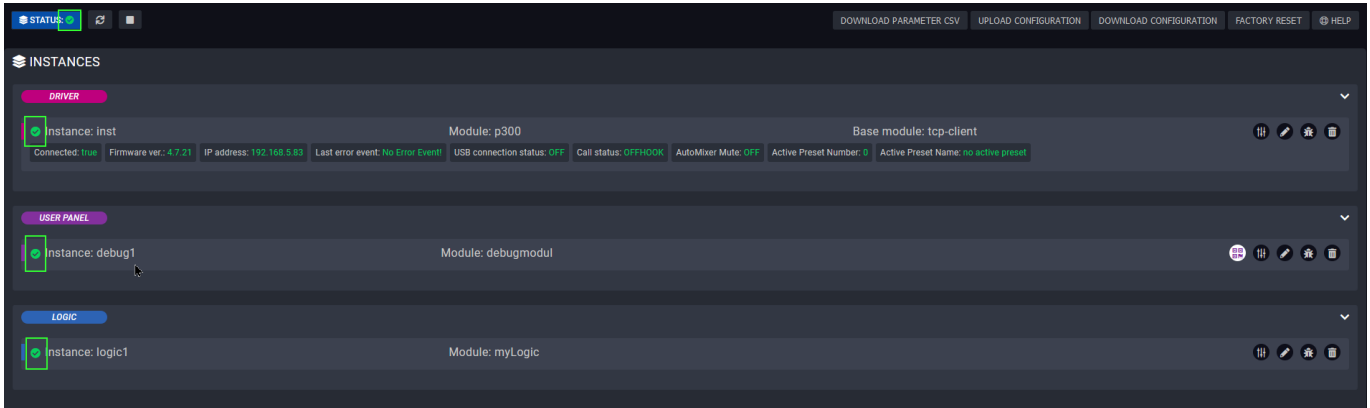 STATUS:
DOWNLOAD PARAMETER CSV UPLOAD CONFIGURATION DOWNLOAD CONFIGURATION FACTORY RESET HELP
INSTANCES
DRIVER
Instance: inst Module: p300 Base module: tcp-client
Connected: true Firmware ver.: 4.7.21 IP address: 192.168.5.83 Last error event: No Error Event! USB connection status: OFF Call status: OFFHOOK AutoMixer Mute: OFF Active Preset Number: 0 Active Preset Name: no active preset
USER PANEL
Instance: debug1 Module: debugmodul
LOGIC
Instance: logic1 Module: myLogic